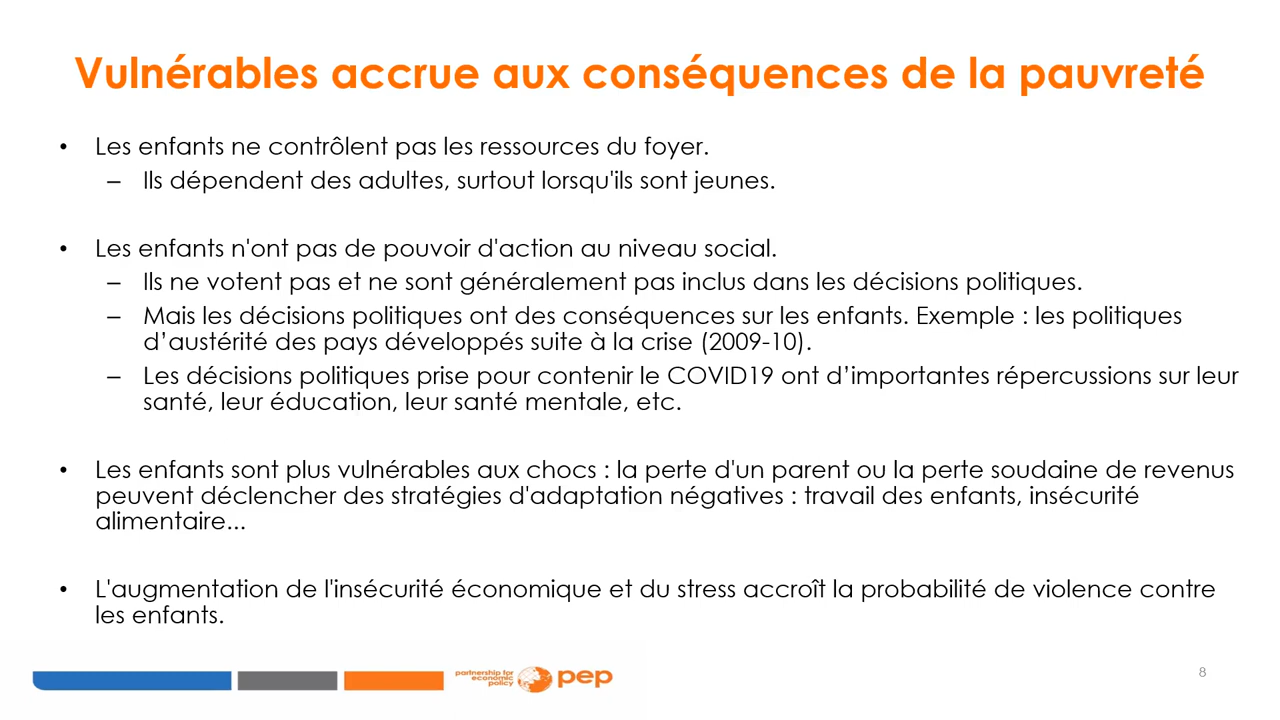 Vulnérables accrue aux conséquences de la pauvreté
• Les enfants ne contrôlent pas les ressources du foyer.
– Ils dépendent des adultes, surtout lorsqu'ils sont jeunes.
• Les enfants n'ont pas de pouvoir d'action au niveau social.
– Ils ne votent pas et ne sont généralement pas inclus dans les décisions politiques.
– Mais les décisions politiques ont des conséquences sur les enfants. Exemple : les politiques
d’austérité des pays développés suite à la crise (2009-10).
– Les décisions politiques prise pour contenir le COVID19 ont d’importantes répercussions sur leur
santé, leur éducation, leur santé mentale, etc.
• Les enfants sont plus vulnérables aux chocs : la perte d'un parent ou la perte soudaine de revenus
peuvent déclencher des stratégies d'adaptation négatives : travail des enfants, insécurité
alimentaire...
• L'augmentation de l'insécurité économique et du stress accroît la probabilité de violence contre
les enfants.
partnership for
economic
policy
pep
8